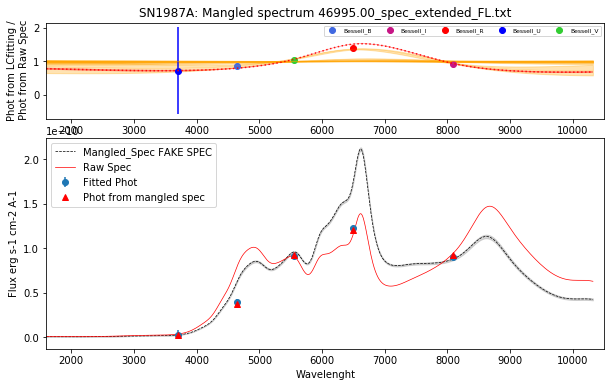 SN1987A: Mangled spectrum 46995.00_spec_extended_FL.txt
Phot from LCfitting /
Phot from Raw Spec
2
1
0
Bessell_B
Bessell_I
Bessell_R
Bessell_U
Bessell_V
2000 3000 4000 5000 6000 7000 8000 9000 10000
1e−10
Flux erg s-1 cm-2 A-1
2.0
1.5
1.0
0.5
0.0
Mangled_Spec FAKE SPEC
Raw Spec
Fitted Phot
Phot from mangled spec
2000 3000 4000 5000 6000 7000 8000 9000 10000
Wavelenght